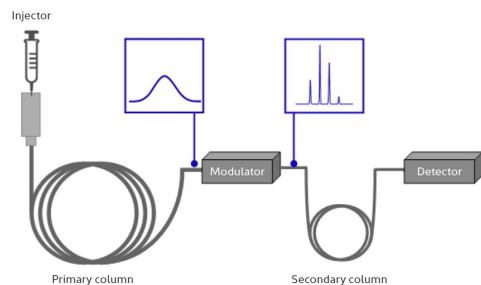 Injector
Modulator
Detector
Primary column
Secondary column